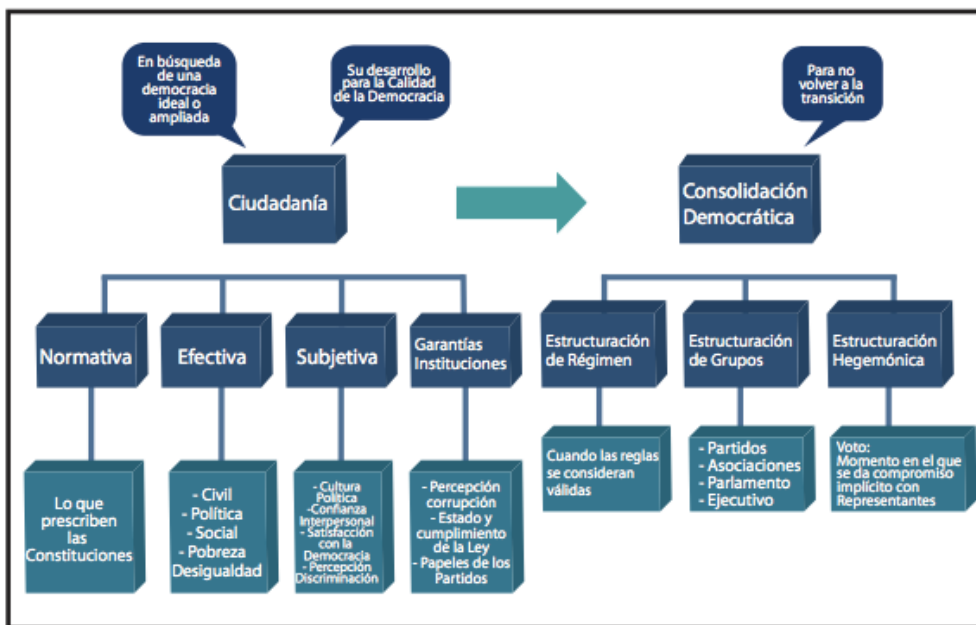 En búsqueda
de una
democracia
ideal o
ampliada
Su desarrollo
para la Calidad
de la Democracia
Para no
volver a la
transición
Ciudadanía
Consolidación
Democrática
Normativa
Efectiva
Subjetiva
Garantías
Instituciones
Estructuración
de Régimen
Estructuración
de Grupos
Estructuración
Hegemónica
Lo que
prescriben
las
Constituciones
- Civil
- Política
- Social
- Pobreza
Desigualdad
- Cultura
Política
-Confianza
Interpersonal
- Satisfacción
con la
Democracia
- Percepción
Discriminación
- Percepción
corrupción
- Estado y
cumplimiento
de la Ley
- Papeles de los
Partidos
Cuando las reglas
se consideran
válidas
- Partidos
- Asociaciones
- Parlamento
- Ejecutivo
Voto:
Momento en el que
se da compromiso
implícito con
Representantes